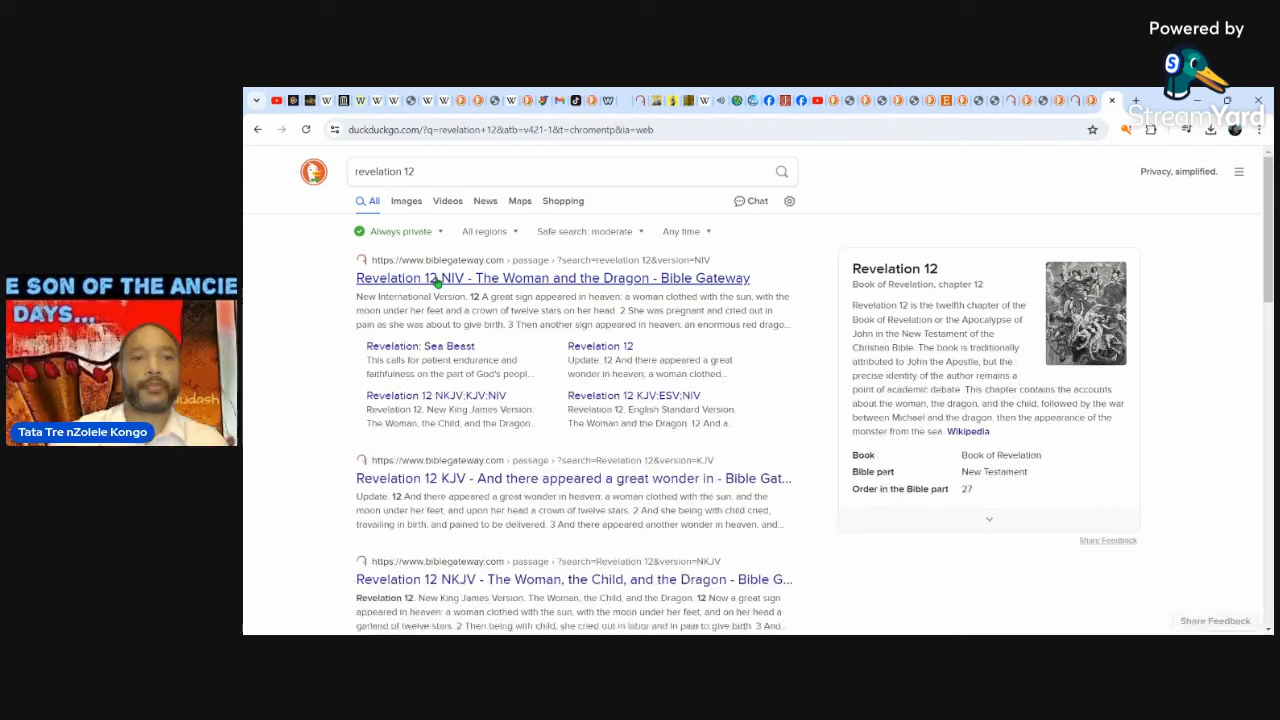 Powered by
S
StreamYard
duckduckgo.com/?q=revelation+12&atb=v421-1&t=chromentp&ia=web
revelation 12
Privacy, simplified.
All
Images
Videos
News
Maps
Shopping
Chat
Always private
All regions
Safe search: moderate
Any time
https://www.biblegateway.com › passage › ?search=revelation 12&version=NIV
Revelation 12 NIV - The Woman and the Dragon - Bible Gateway
New International Version. 12 A great sign appeared in heaven: a woman clothed with the sun, with the
moon under her feet and a crown of twelve stars on her head. 2 She was pregnant and cried out in
pain as she was about to give birth. 3 Then another sign appeared in heaven: an enormous red drago...
Revelation: Sea Beast
This calls for patient endurance and
faithfulness on the part of God's peopl...
Revelation 12
Update. 12 And there appeared a great
wonder in heaven; a woman clothed...
Revelation 12 NKJV;KJV;NIV
Revelation 12. New King James Version.
The Woman, the Child, and the Dragon...
Revelation 12 KJV;ESV;NIV
Revelation 12. English Standard Version.
The Woman and the Dragon. 12 And a...
https://www.biblegateway.com › passage › ?search=Revelation 12&version=KJV
Revelation 12 KJV - And there appeared a great wonder in - Bible Gat...
Update. 12 And there appeared a great wonder in heaven; a woman clothed with the sun, and the
moon under her feet, and upon her head a crown of twelve stars. 2 And she being with child cried,
travailing in birth, and pained to be delivered. 3 And there appeared another wonder in heaven; and...
https://www.biblegateway.com › passage › ?search=Revelation 12&version=NKJV
Revelation 12 NKJV - The Woman, the Child, and the Dragon - Bible G...
Revelation 12. New King James Version. The Woman, the Child, and the Dragon. 12 Now a great sign
appeared in heaven: a woman clothed with the sun, with the moon under her feet, and on her head a
garland of twelve stars. 2 Then being with child, she cried out in labor and in pain to give birth. 3 And...
Revelation 12
Book of Revelation, chapter 12
Revelation 12 is the twelfth chapter of the
Book of Revelation or the Apocalypse of
John in the New Testament of the
Christian Bible. The book is traditionally
attributed to John the Apostle, but the
precise identity of the author remains a
point of academic debate. This chapter contains the accounts
about the woman, the dragon, and the child, followed by the war
between Michael and the dragon, then the appearance of the
monster from the sea. Wikipedia
Book
Book of Revelation
Bible part
New Testament
Order in the Bible part
27
Share Feedback
Share Feedback
E SON OF THE ANCIE
DAYS...
udash
Tata Tre nZolele Kongo